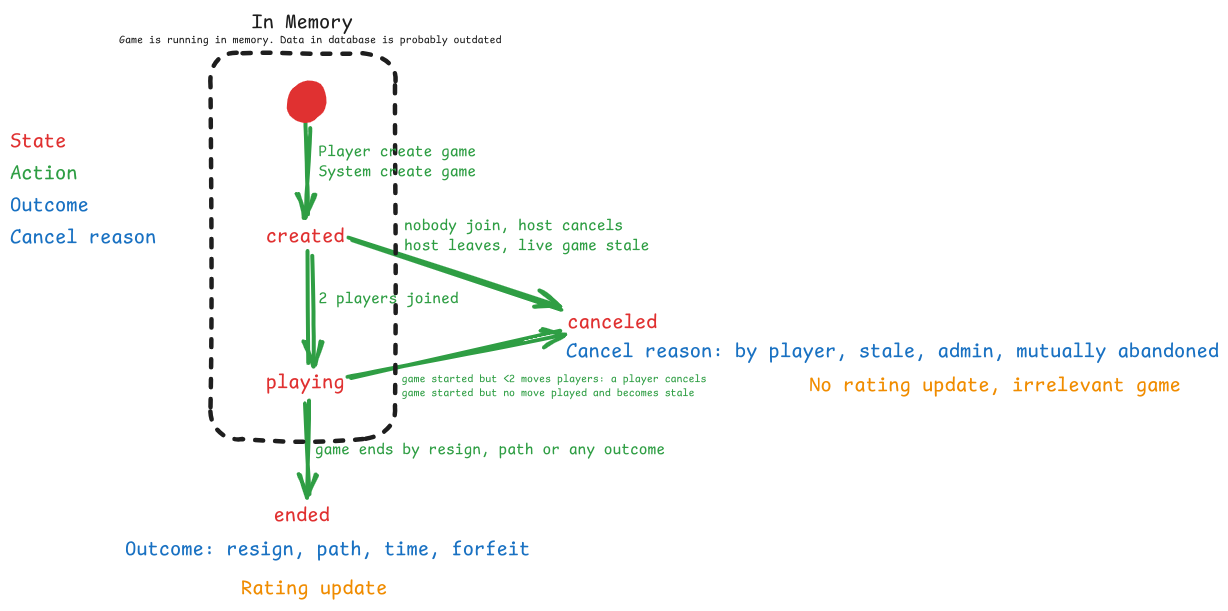 In Memory
Game is running in memory. Data in database is probably outdated
State
Action
Outcome
Cancel reason
Player create game
System create game
created
nobody join, host cancels
host leaves, live game stale
2 players joined
canceled
Cancel reason: by player, stale, admin, mutually abandoned
No rating update, irrelevant game
playing
game started but <2 moves players: a player cancels
game started but no move played and becomes stale
game ends by resign, path or any outcome
ended
Outcome: resign, path, time, forfeit
Rating update